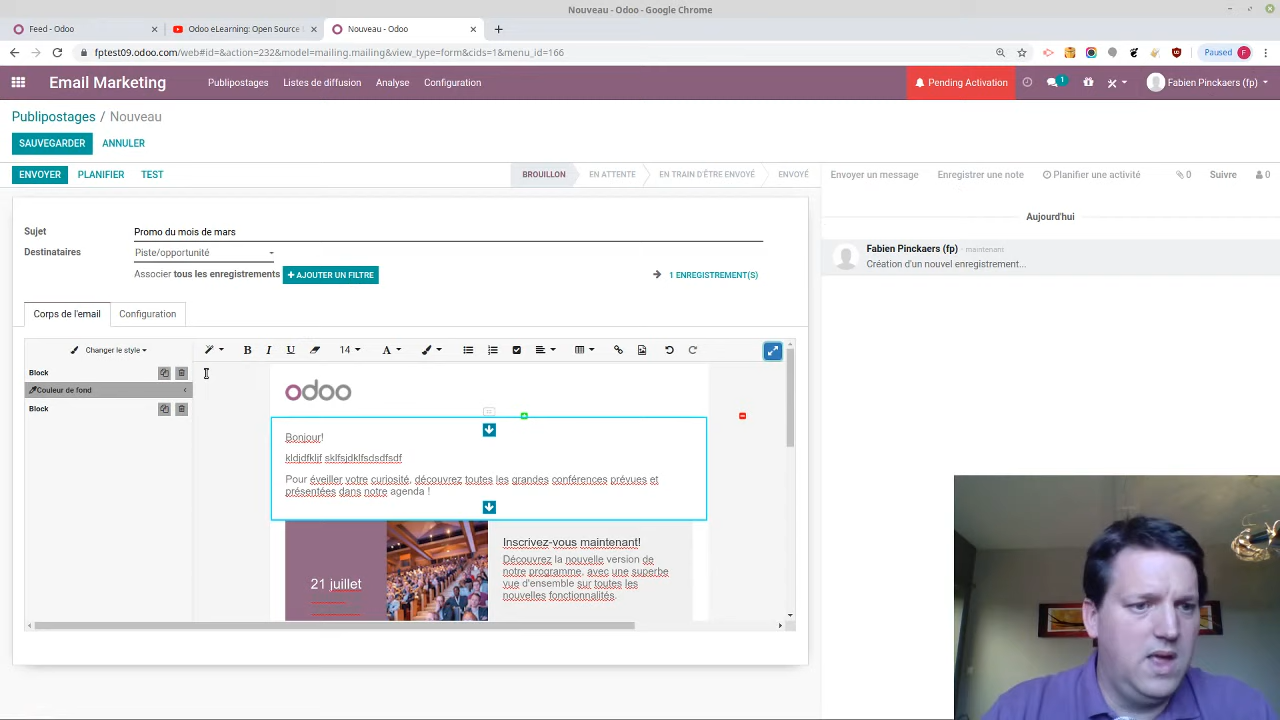 Nouveau - Odoo - Google Chrome
Feed - Odoo
Odoo eLearning: Open Source
Nouveau - Odoo
fptest09.odoo.com/web#id=&action=232&model=mailing.mailing&view_type=form&cids=1&menu_id=166
Paused
F
Email Marketing
Publipostages
Listes de diffusion
Analyse
Configuration
Pending Activation
1
Fabien Pinckaers (fp)
Publipostages / Nouveau
SAUVEGARDER
ANNULER
ENVOYER
PLANIFIER
TEST
BROUILLON
EN ATTENTE
EN TRAIN D'ÊTRE ENVOYÉ
ENVOYÉ
Envoyer un message
Enregistrer une note
Planifier une activité
0
Suivre
0
Aujourd'hui
Fabien Pinckaers (fp) - maintenant
Création d'un nouvel enregistrement...
Sujet
Promo du mois de mars
Destinataires
Piste/opportunité
Associer tous les enregistrements
+ AJOUTER UN FILTRE
1 ENREGISTREMENT(S)
Corps de l'email
Configuration
Changer le style
B
I
U
14
A
Block
Couleur de fond
Block
odoo
Bonjour!
kldjdfkljf sklfsjdklfsdsdfsdf
Pour éveiller votre curiosité, découvrez toutes les grandes conférences prévues et
présentées dans notre agenda !
21 juillet
Inscrivez-vous maintenant!
Découvrez la nouvelle version de
notre programme, avec une superbe
vue d'ensemble sur toutes les
nouvelles fonctionnalités.